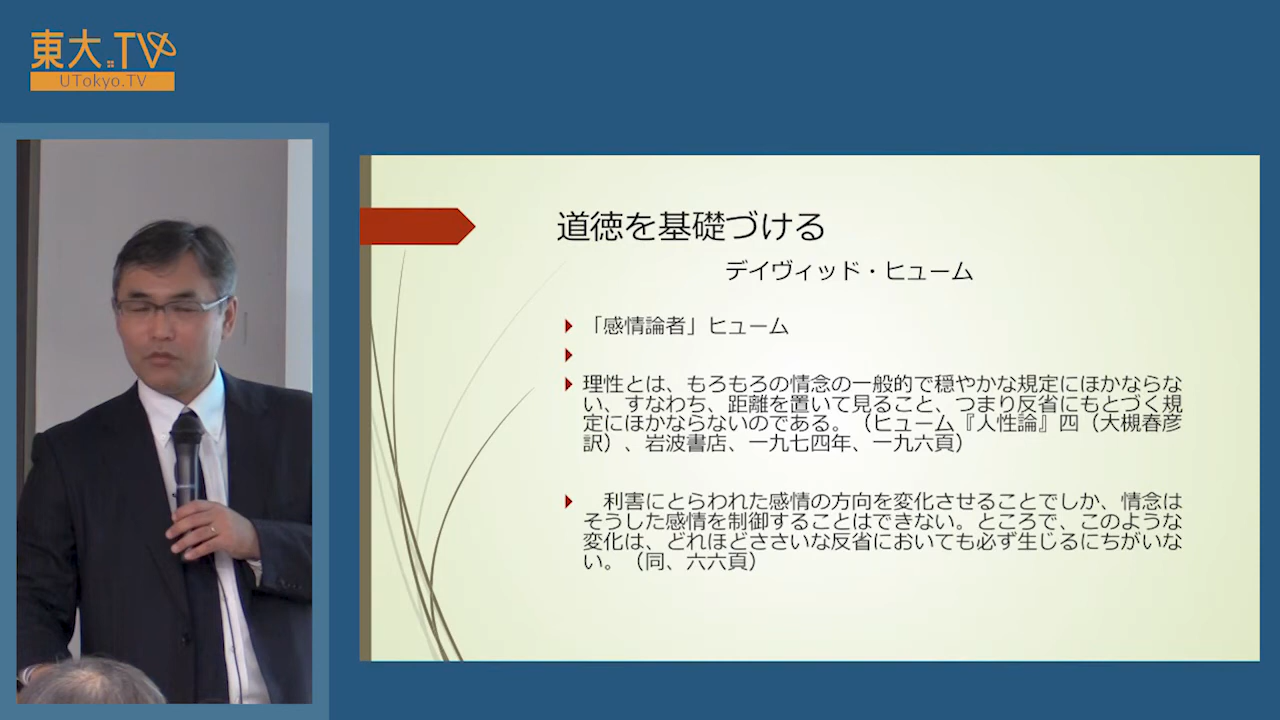 東大.TV
UTokyo.TV
道徳を基礎づける
デイヴィッド・ヒューム
「感情論者」ヒューム
理性とは、もろもろの情念の一般的で穏やかな規定にほかならな
い、すなわち、距離を置いて見ること、つまり反省にもとづく規
定にほかならないのである。（ヒューム『人性論』四（大槻春彦
訳）、岩波書店、一九七四年、一九六頁）
利害にとらわれた感情の方向を変化させることでしか、情念は
そうした感情を制御することはできない。ところで、このような
変化は、どれほどささいな反省においても必ず生じるにちがいな
い。（同、六六頁）